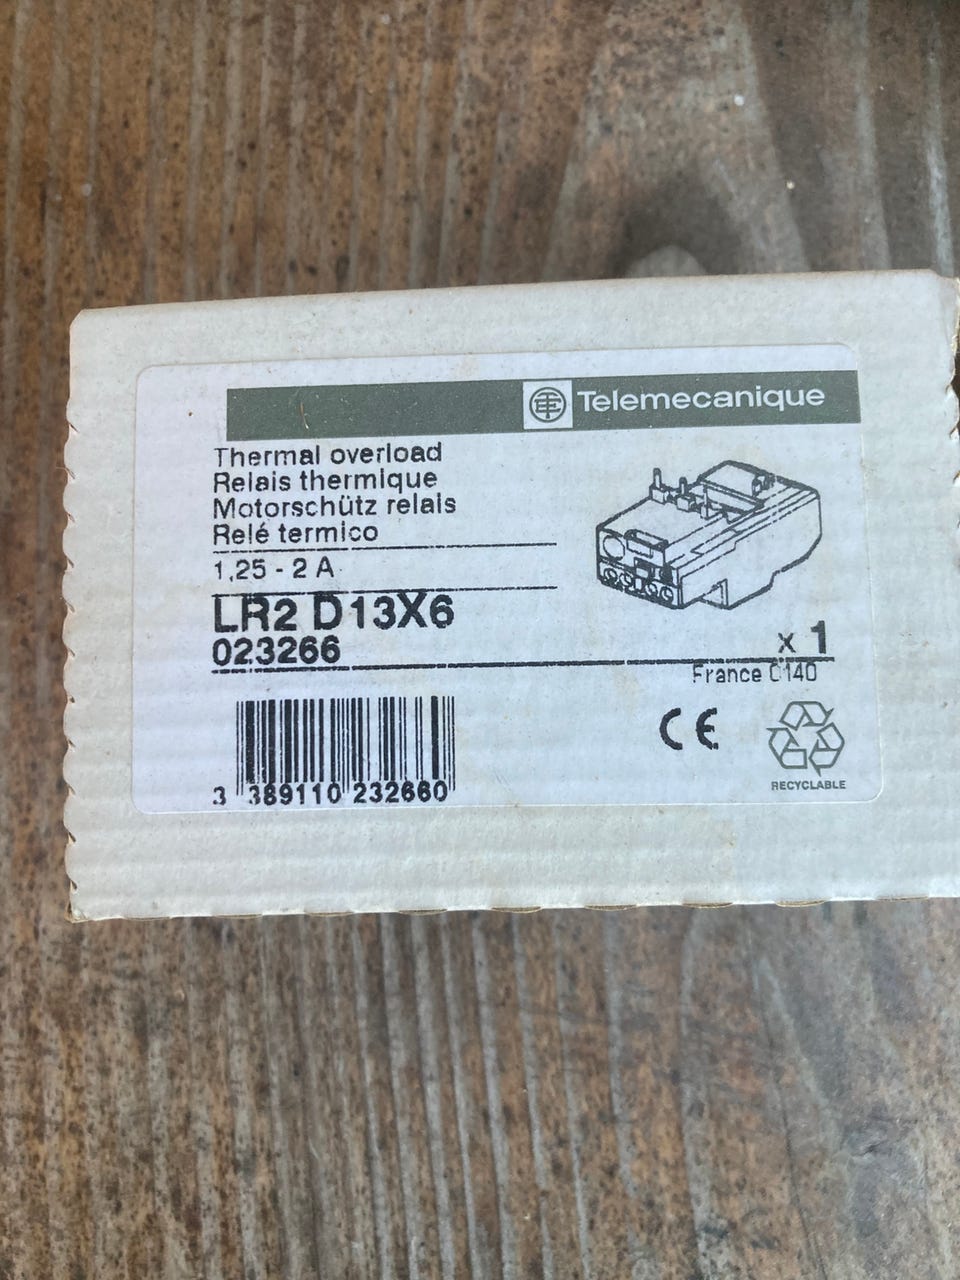 Telemecanique
Thermal overload
Relais thermique
Motorschütz relais
Relé termico
1,25 - 2 A
LR2 D13X6
023266
x 1
France C140
CE
3 389110 232660
RECYCLABLE